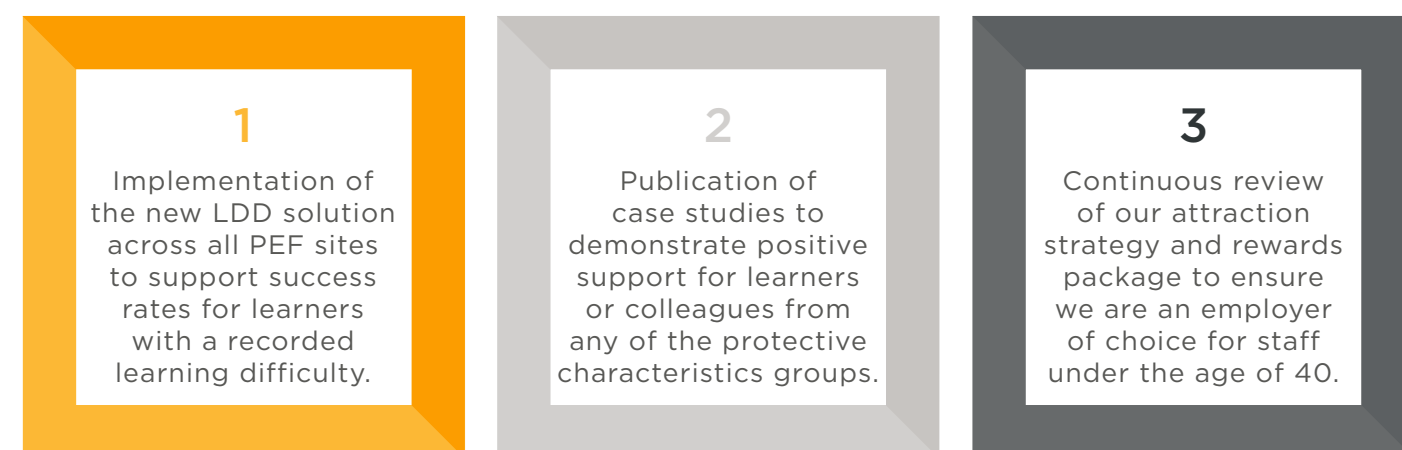 1
Implementation of
the new LDD solution
across all PEF sites
to support success
rates for learners
with a recorded
learning difficulty.
2
Publication of
case studies to
demonstrate positive
support for learners
or colleagues from
any of the protective
characteristics groups.
3
Continuous review
of our attraction
strategy and rewards
package to ensure
we are an employer
of choice for staff
under the age of 40.